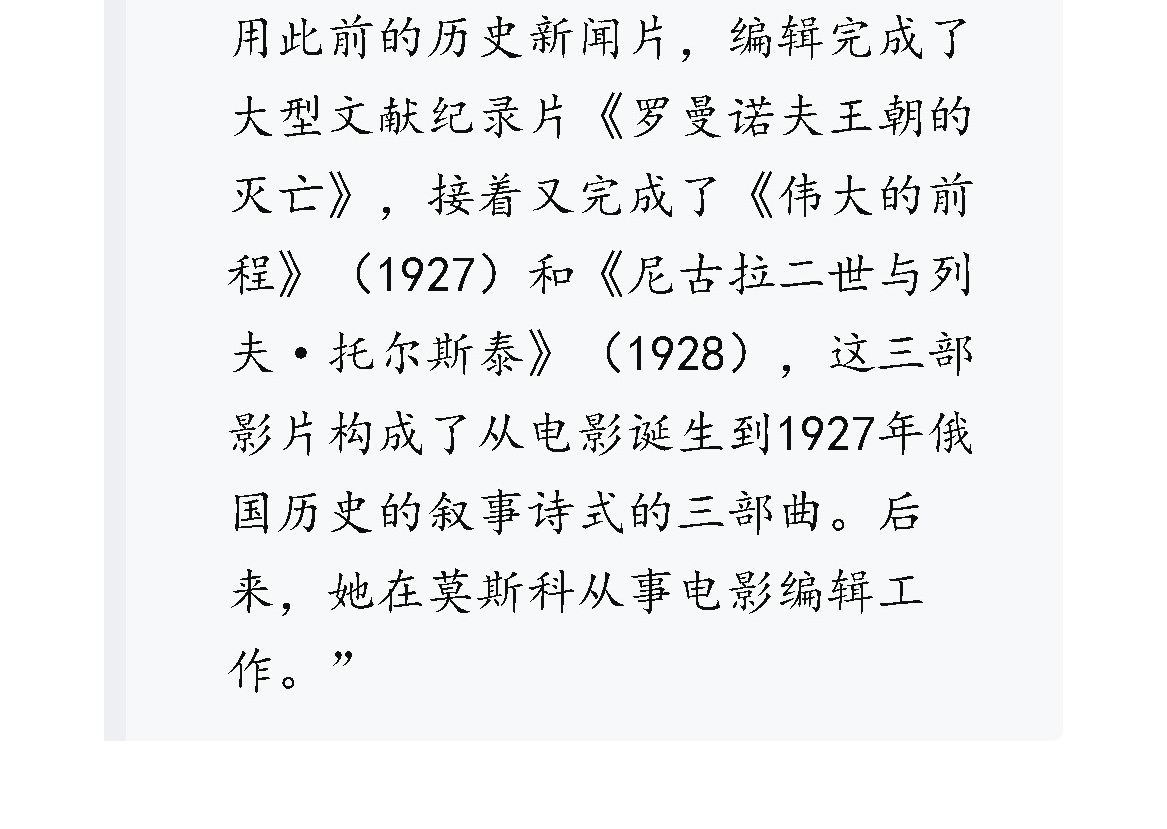 用此前的历史新闻片，编辑完成了
大型文献纪录片《罗曼诺夫王朝的
灭亡》，接着又完成了《伟大的前
程》（1927）和《尼古拉二世与列
夫·托尔斯泰》（1928），这三部
影片构成了从电影诞生到1927年俄
国历史的叙事诗式的三部曲。后
来，她在莫斯科从事电影编辑工
作。”